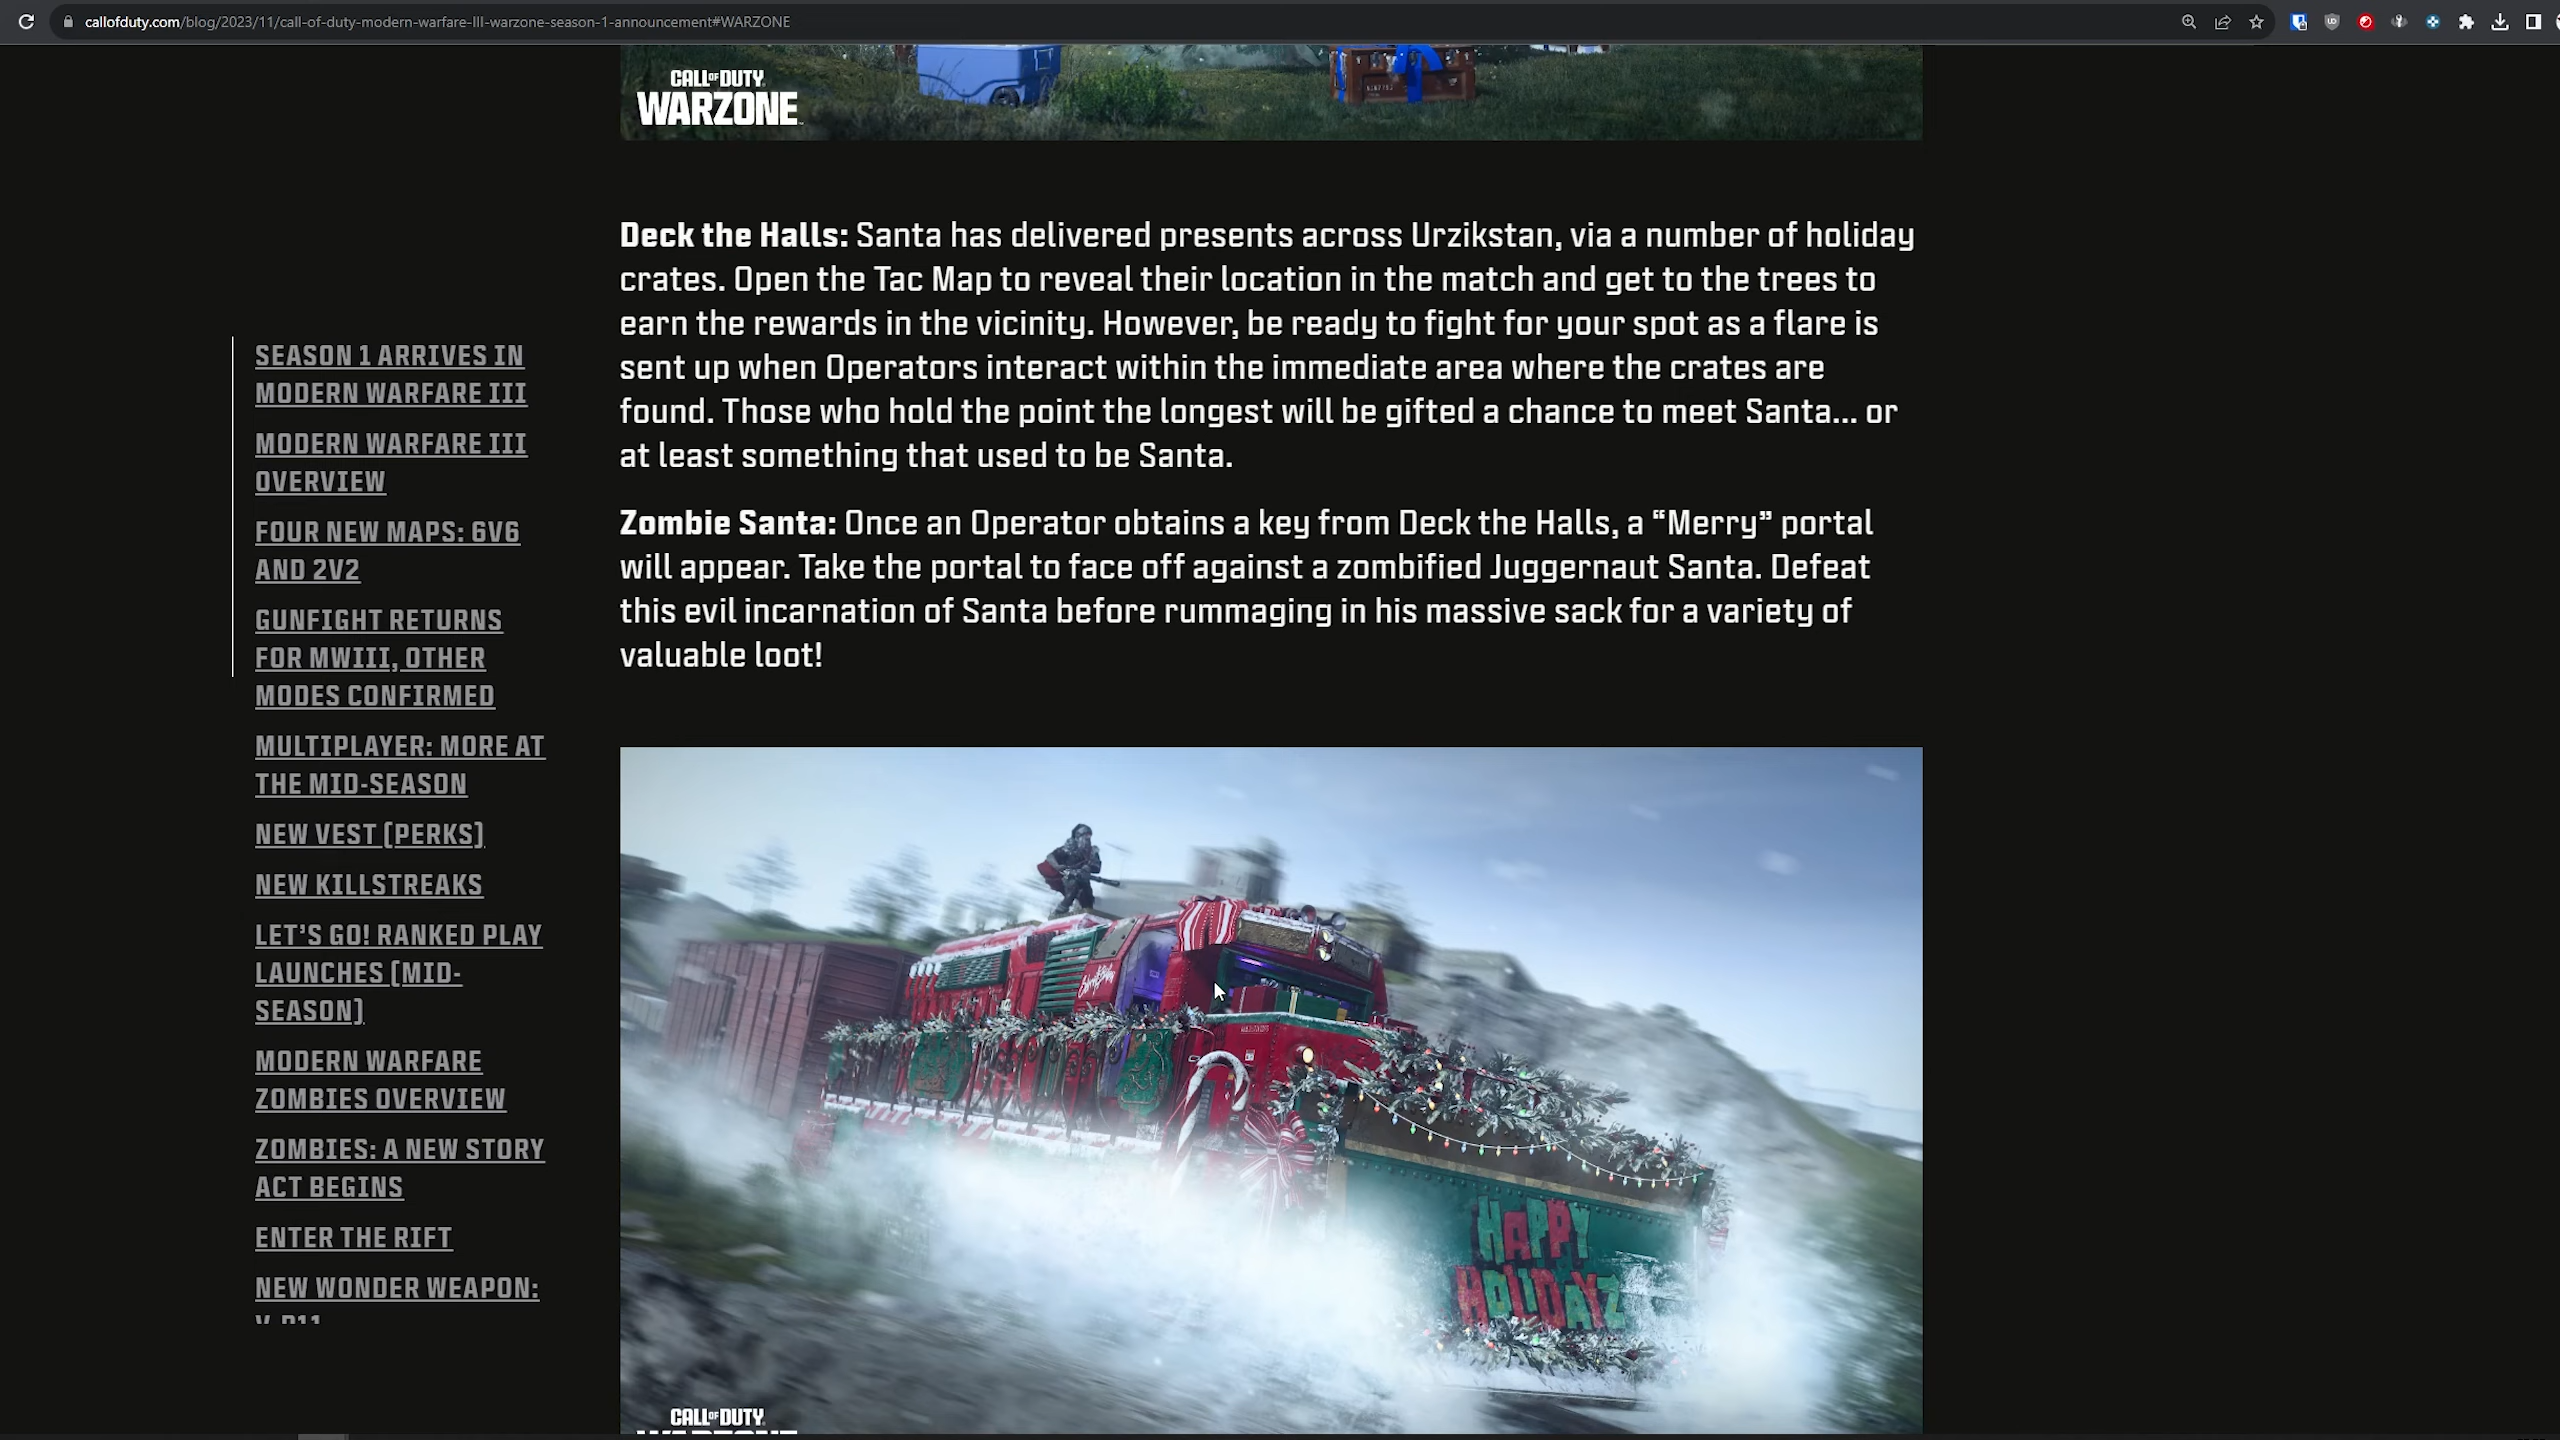 callofduty.com/blog/2023/11/call-of-duty-modern-warfare-III-warzone-season-1-announcement#WARZONE
CALL OF DUTY
WARZONE
Deck the Halls: Santa has delivered presents across Urzikstan, via a number of holiday
crates. Open the Tac Map to reveal their location in the match and get to the trees to
earn the rewards in the vicinity. However, be ready to fight for your spot as a flare is
sent up when Operators interact within the immediate area where the crates are
found. Those who hold the point the longest will be gifted a chance to meet Santa... or
at least something that used to be Santa.
Zombie Santa: Once an Operator obtains a key from Deck the Halls, a “Merry” portal
will appear. Take the portal to face off against a zombified Juggernaut Santa. Defeat
this evil incarnation of Santa before rummaging in his massive sack for a variety of
valuable loot!
SEASON 1 ARRIVES IN
MODERN WARFARE III
MODERN WARFARE III
OVERVIEW
FOUR NEW MAPS: 6V6
AND 2V2
GUNFIGHT RETURNS
FOR MWIII, OTHER
MODES CONFIRMED
MULTIPLAYER: MORE AT
THE MID-SEASON
NEW VEST (PERKS)
NEW KILLSTREAKS
LET’S GO! RANKED PLAY
LAUNCHES (MID-
SEASON)
MODERN WARFARE
ZOMBIES OVERVIEW
ZOMBIES: A NEW STORY
ACT BEGINS
ENTER THE RIFT
NEW WONDER WEAPON:
HAPPY
HOLIDAYZ
CALL OF DUTY
WARZONE